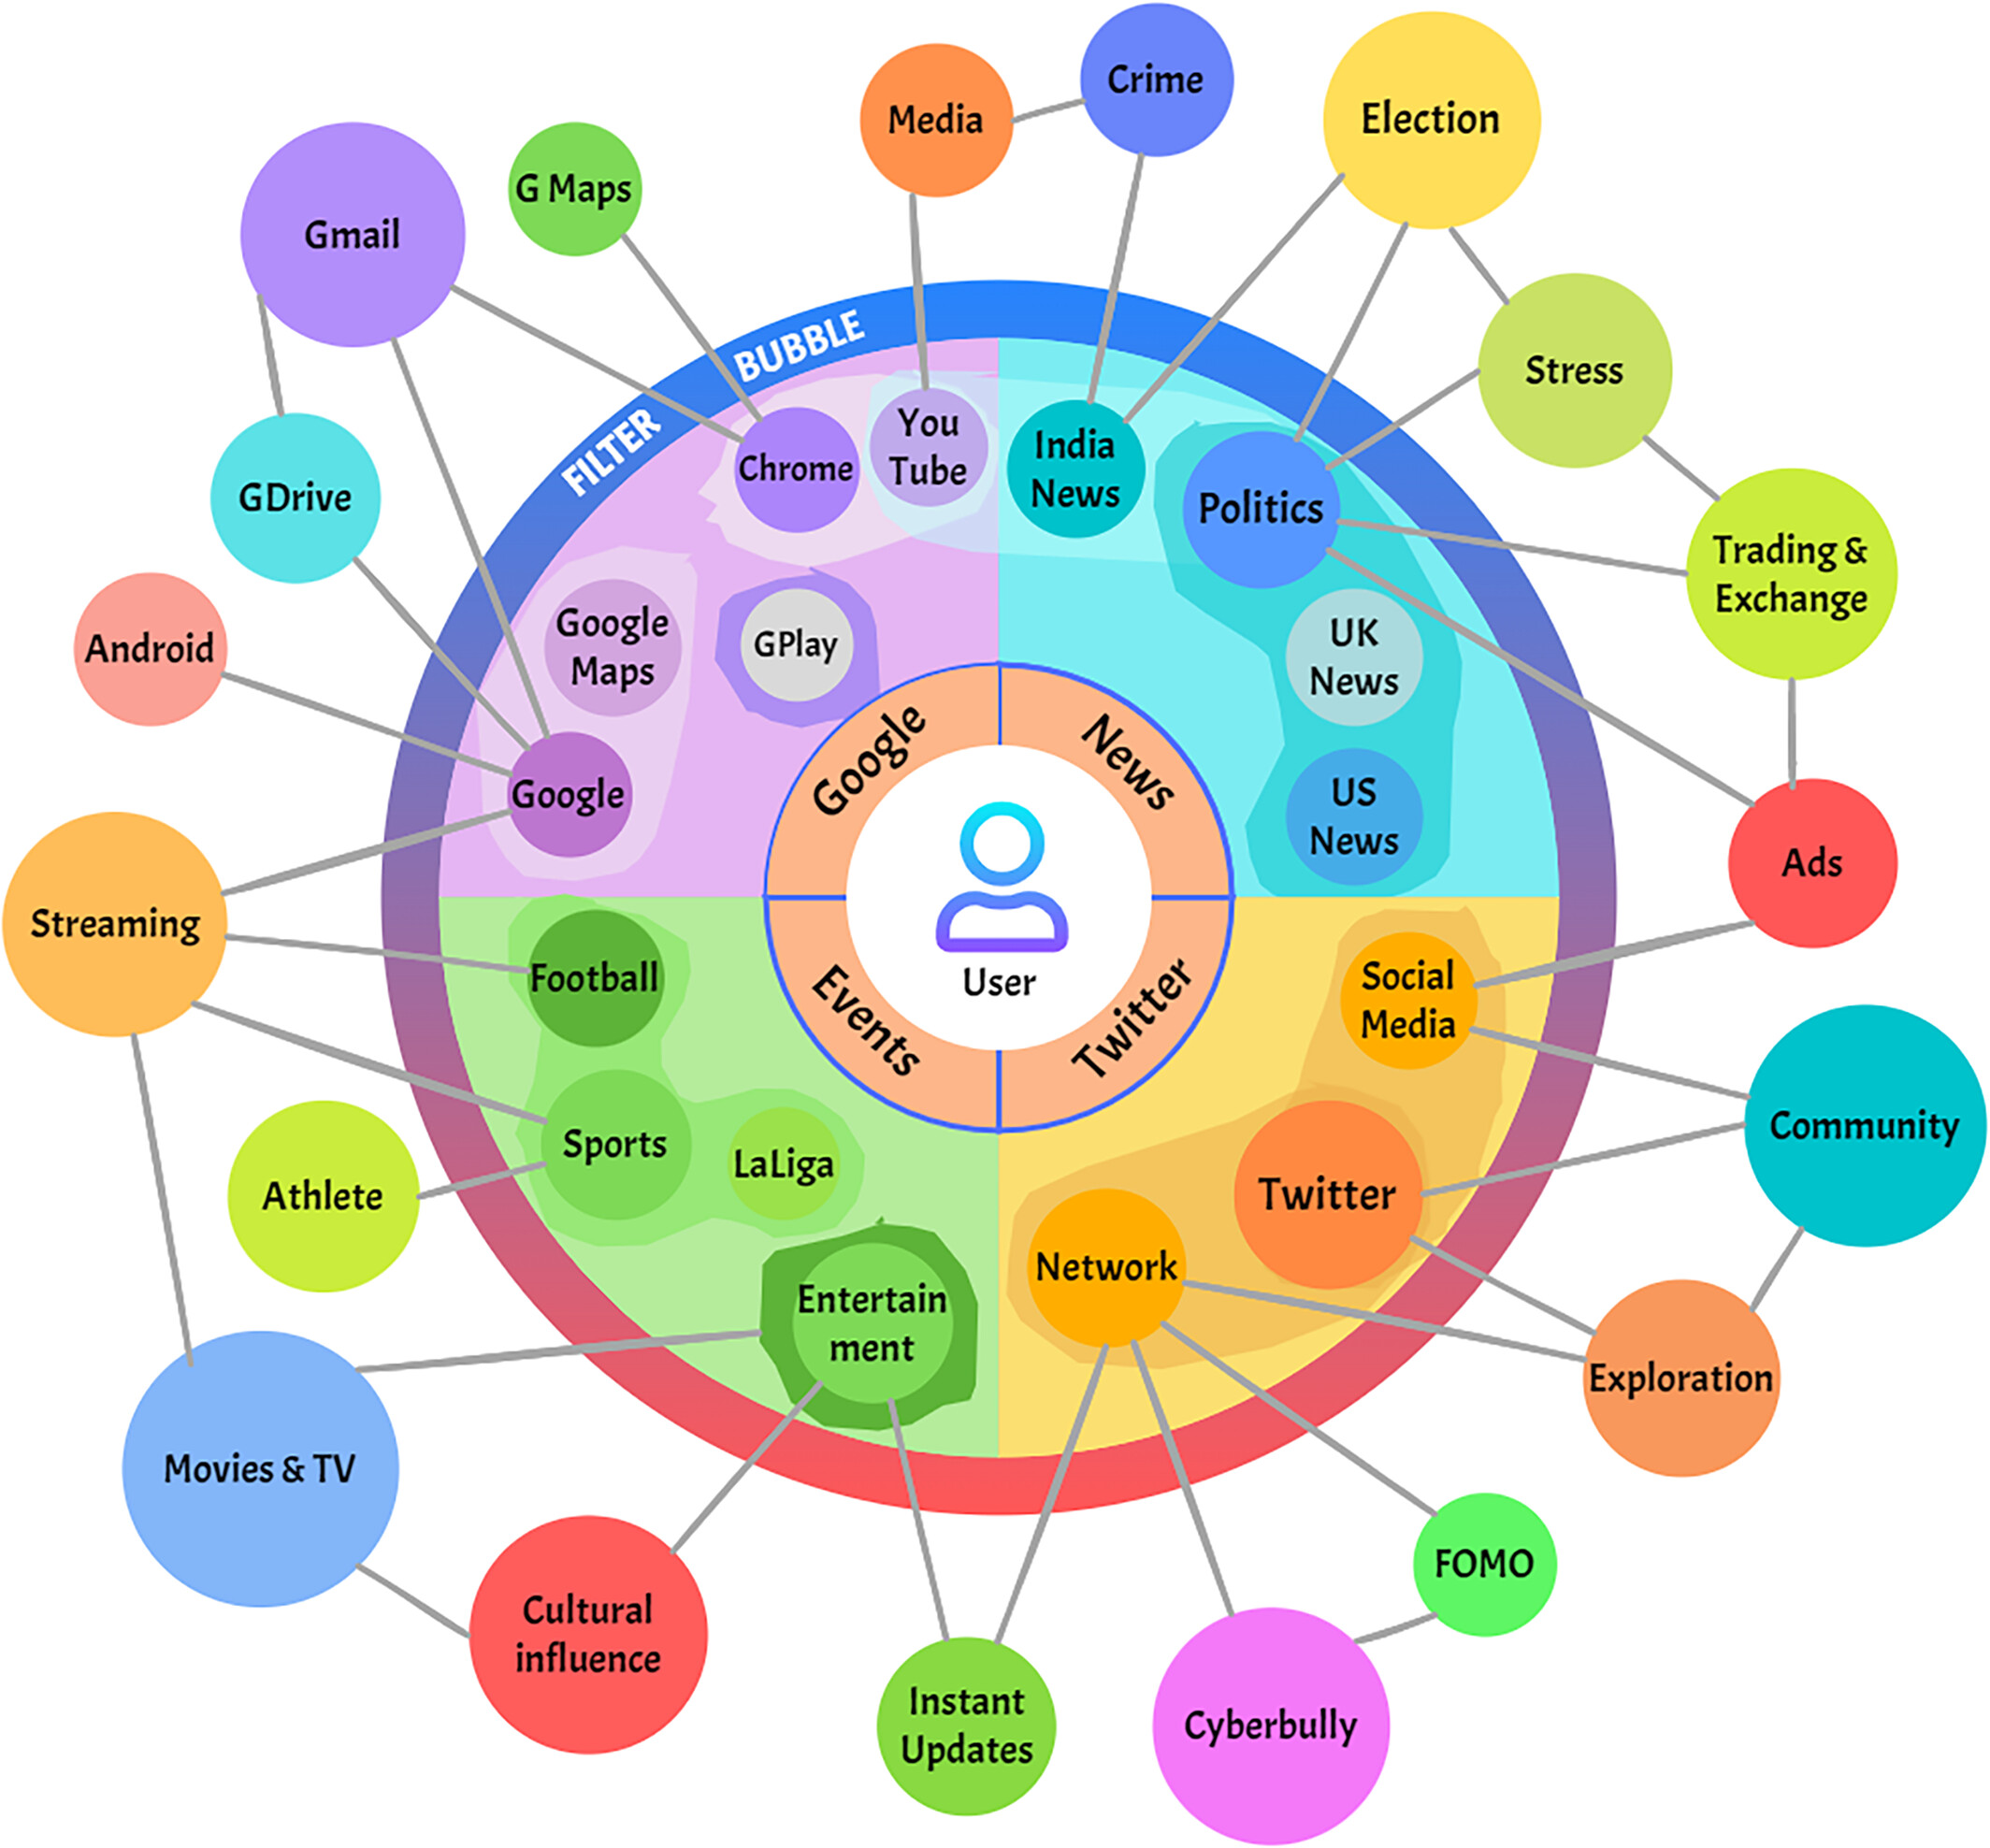 Media
Crime
Election
Gmail
G Maps
Stress
FILTER BUBBLE
GDrive
Chrome
You
Tube
India
News
Politics
Trading &
Exchange
Android
Google
Maps
GPlay
UK
News
Google
Google
News
US
News
Ads
Streaming
Football
User
Social
Media
Events
Twitter
Community
Athlete
Sports
LaLiga
Twitter
Network
Entertain
ment
Exploration
Movies & TV
Cultural
influence
FOMO
Instant
Updates
Cyberbully